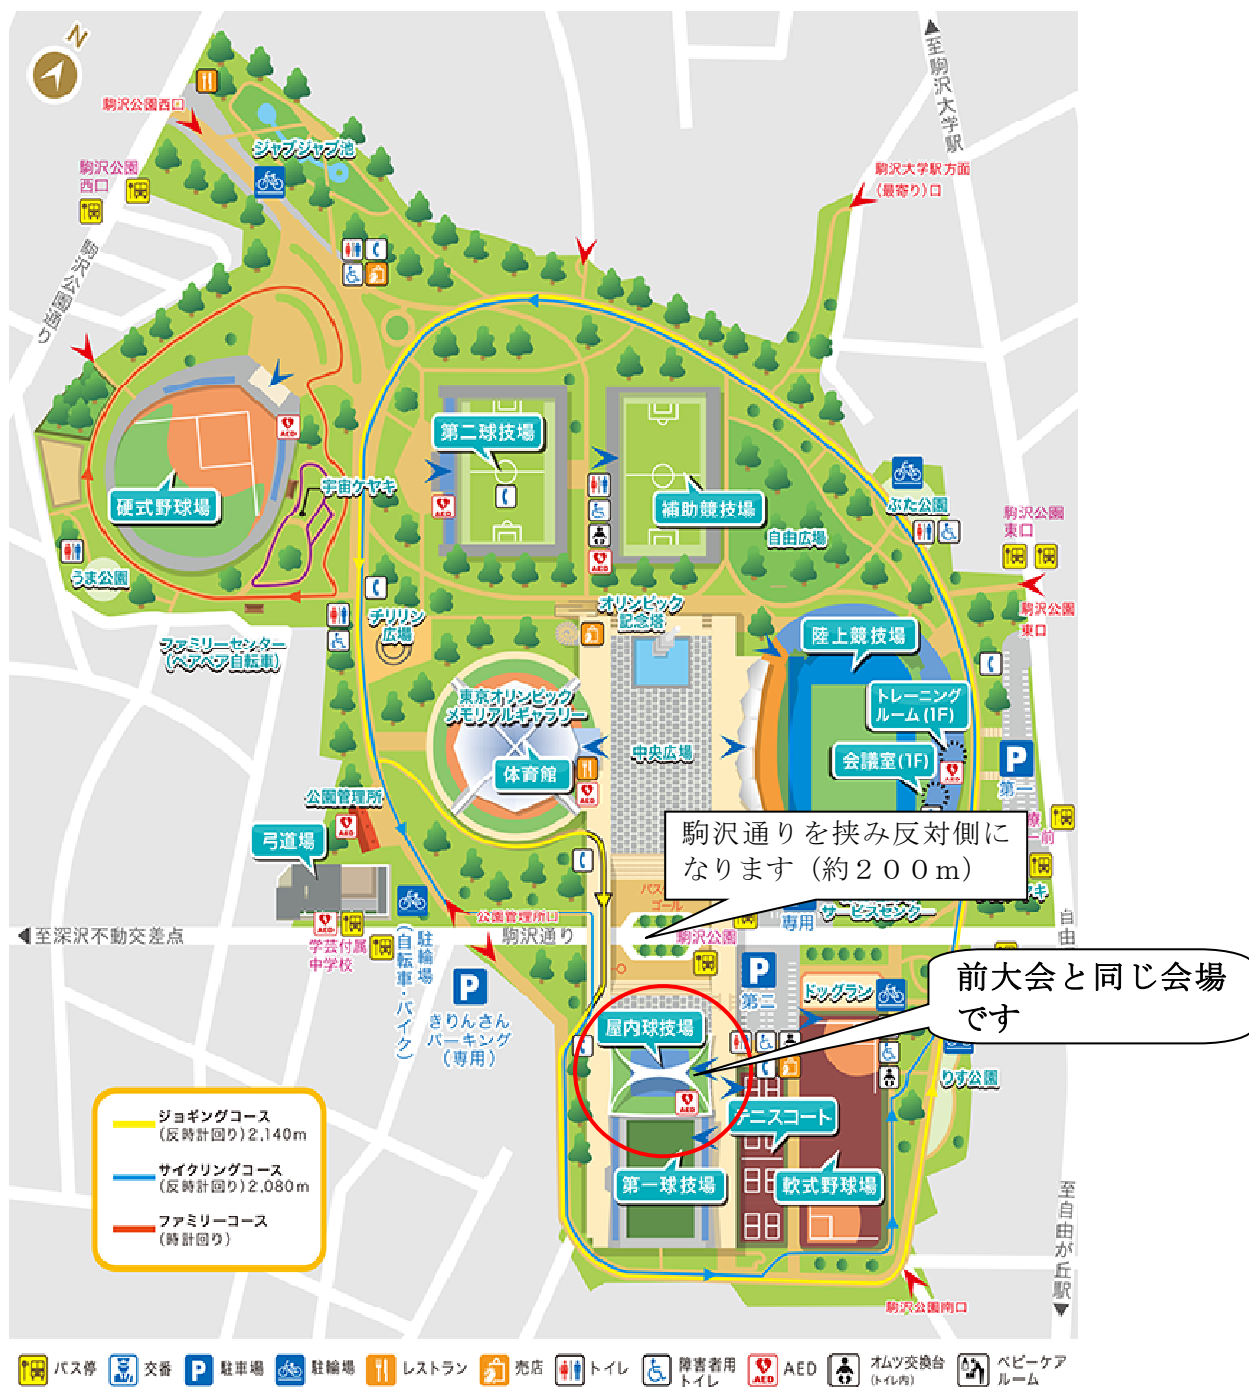 N
駒沢公園西口
▲至駒沢大学駅
ジャブジャブ池
駒沢公園
西口
駒沢大学駅方面
(最寄り)口
駒沢公園通り
第二球技場
宇宙ケヤキ
硬式野球場
補助競技場
ぶた公園
駒沢公園
東口
自由広場
うま公園
オリンピック
記念塔
駒沢公園
東口
チリリン
広場
陸上競技場
ファミリーセンター
(ペアペア自転車)
東京オリンピック
メモリアルギャラリー
トレーニング
ルーム(1F)
中央広場
会議室(1F)
体育館
P
第一
公園管理所
弓道場
駒沢通りを挟み反対側に
なります（約２００ｍ）
ゴール
専用
サービスセンター
公園管理所口
◀至深沢不動交差点
駒沢通り
駒沢公園
学芸付属
中学校
駐輪場
(自転車・バイク)
P
きりんさん
パーキング
(専用)
P
第二
ドッグラン
前大会と同じ会場
です
屋内球技場
りす公園
テニスコート
第一球技場
軟式野球場
ジョギングコース
(反時計回り)2,140m
サイクリングコース
(反時計回り)2,080m
ファミリーコース
(時計回り)
至自由が丘駅▼
駒沢公園南口
バス停
交番
P 駐車場
駐輪場
レストラン
売店
トイレ
障害者用
トイレ
AED AED
オムツ交換台
(トイレ内)
ベビーケア
ルーム